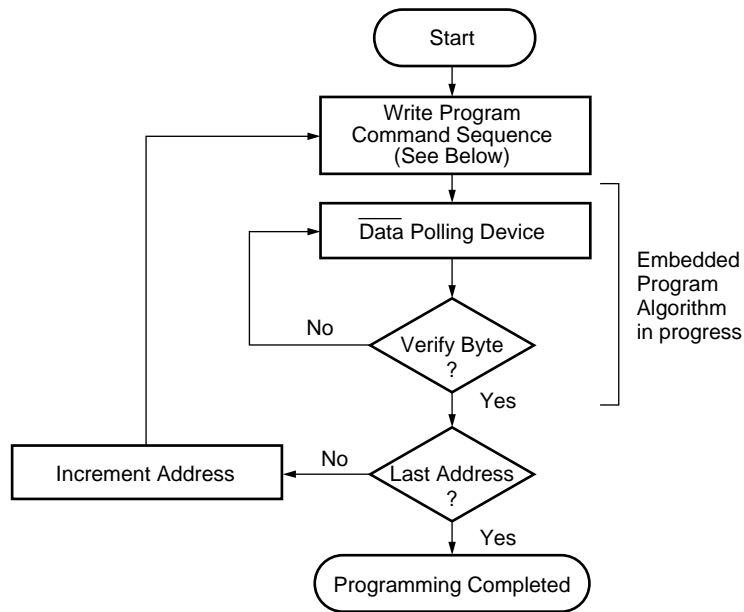 Start
Write Program
Command Sequence
(See Below)
Data Polling Device
Embedded
Program
Algorithm
in progress
No
Verify Byte
?
Yes
Increment Address
No
Last Address
?
Yes
Programming Completed